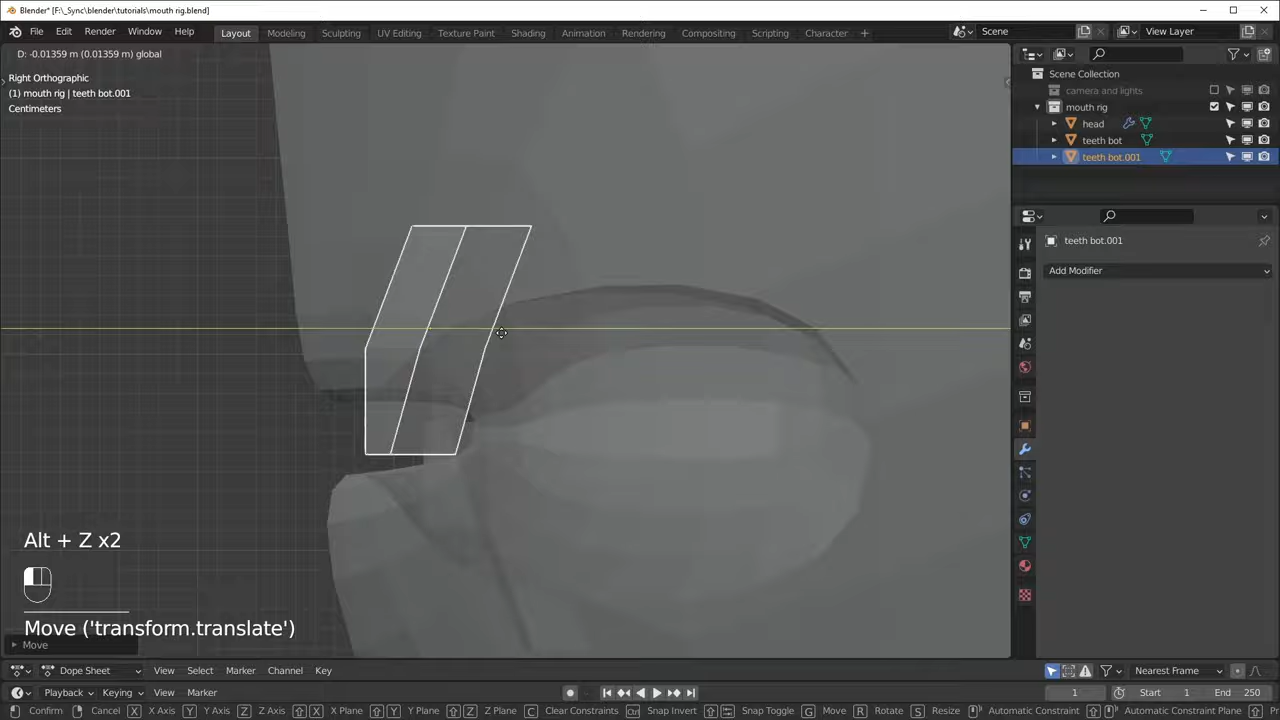 Blender* [F:\_Sync\blender\tutorials\mouth rig.blend]
File Edit Render Window Help Layout Modeling Sculpting UV Editing Texture Paint Shading Animation Rendering Compositing Scripting Character + Scene View Layer
D: -0.01359 m (0.01359 m) global
Right Orthographic
(1) mouth rig | teeth bot.001
Centimeters
Scene Collection
camera and lights
mouth rig
head
teeth bot
teeth bot.001
teeth bot.001
Add Modifier
Alt + Z x2
Move ('transform.translate')
Move
Dope Sheet View Select Marker Channel Key Nearest Frame
Playback Keying View Marker 1 Start 1 End 250
Confirm Cancel X X Axis Y Y Axis Z Z Axis X X Plane Y Y Plane Z Z Plane C Clear Constraints Ctrl Snap Invert Snap Toggle G Move R Rotate S Resize Automatic Constraint Automatic Constraint Plane